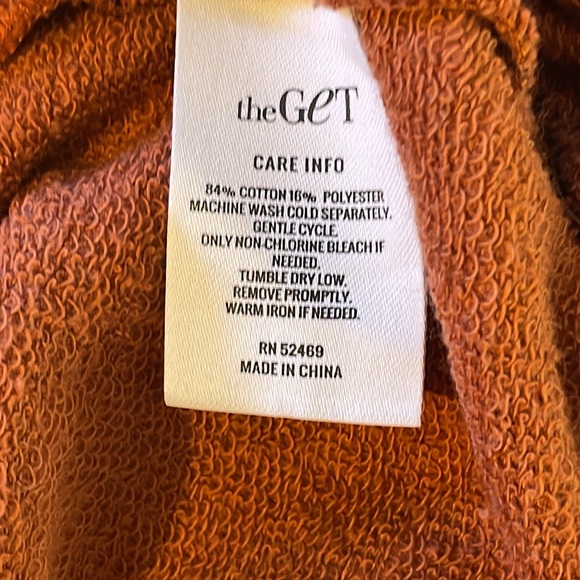 theGeT
CARE INFO
84% COTTON 16% POLYESTER
MACHINE WASH COLD SEPARATELY.
GENTLE CYCLE.
ONLY NON-CHLORINE BLEACH IF
NEEDED.
TUMBLE DRY LOW.
REMOVE PROMPTLY.
WARM IRON IF NEEDED.
RN 52469
MADE IN CHINA